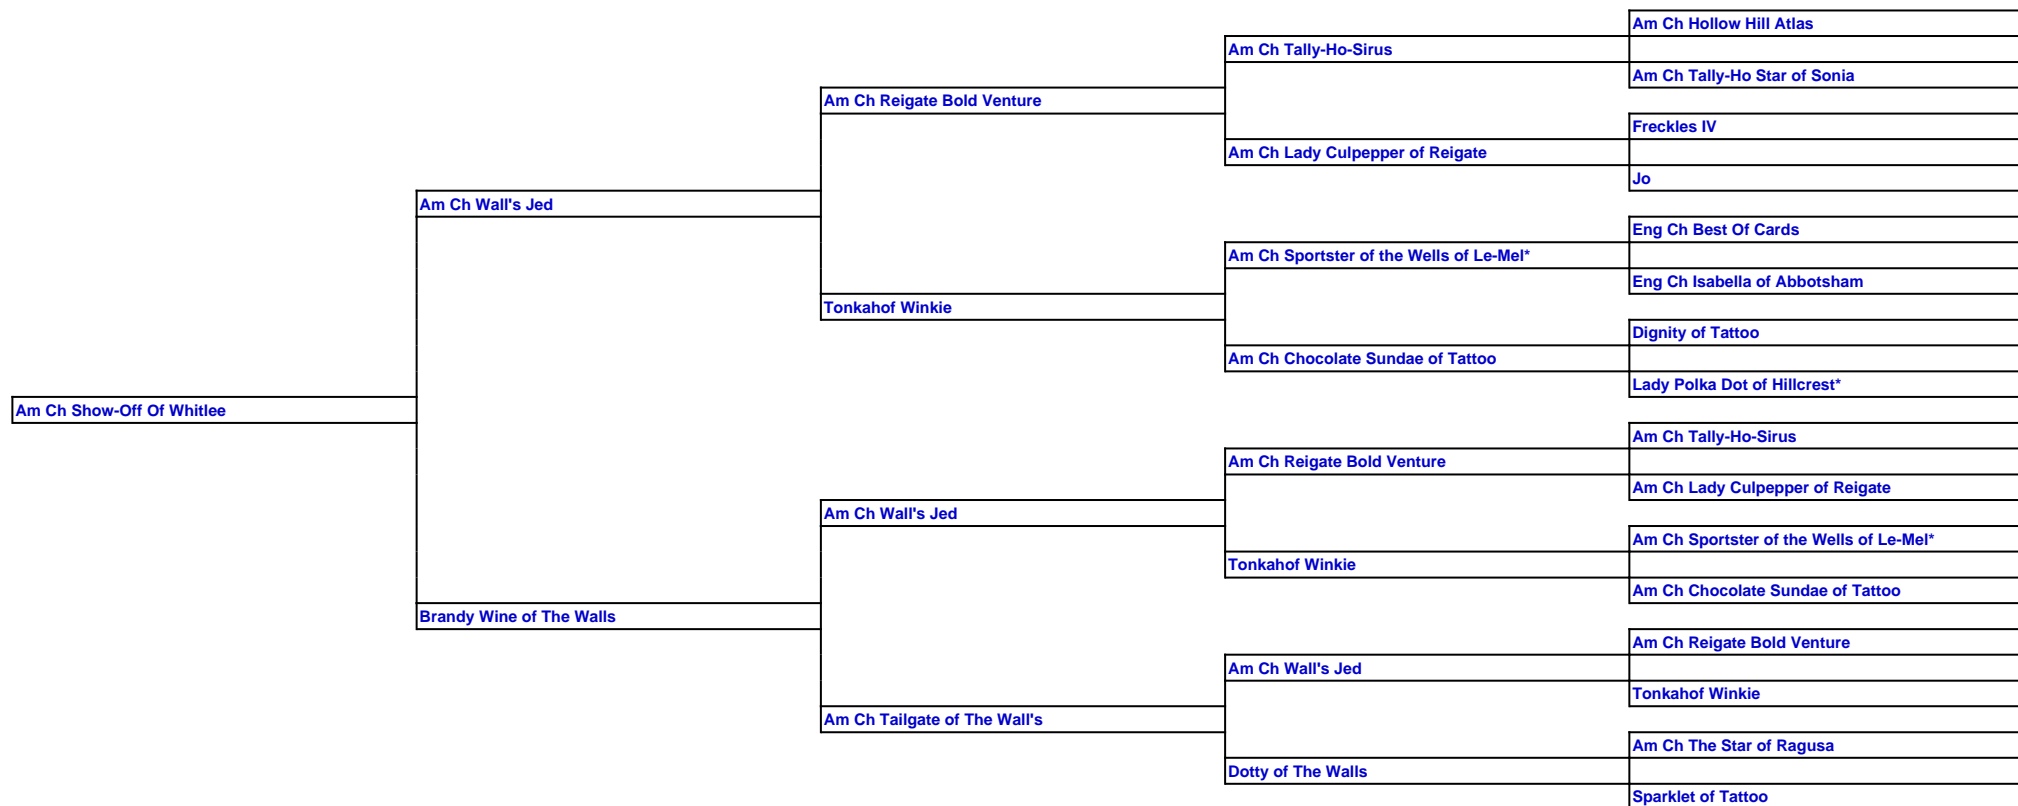 Am Ch Hollow Hill Atlas
Am Ch Tally-Ho-Sirus
Am Ch Tally-Ho Star of Sonia
Am Ch Reigate Bold Venture
Freckles IV
Am Ch Lady Culpepper of Reigate
Jo
Am Ch Wall's Jed
Eng Ch Best Of Cards
Am Ch Sportster of the Wells of Le-Mel*
Eng Ch Isabella of Abbotsham
Tonkahof Winkie
Dignity of Tattoo
Am Ch Chocolate Sundae of Tattoo
Lady Polka Dot of Hillcrest*
Am Ch Show-Off Of Whitlee
Am Ch Tally-Ho-Sirus
Am Ch Reigate Bold Venture
Am Ch Lady Culpepper of Reigate
Am Ch Wall's Jed
Am Ch Sportster of the Wells of Le-Mel*
Tonkahof Winkie
Am Ch Chocolate Sundae of Tattoo
Brandy Wine of The Walls
Am Ch Reigate Bold Venture
Am Ch Wall's Jed
Tonkahof Winkie
Am Ch Tailgate of The Wall's
Am Ch The Star of Ragusa
Dotty of The Walls
Sparklet of Tattoo